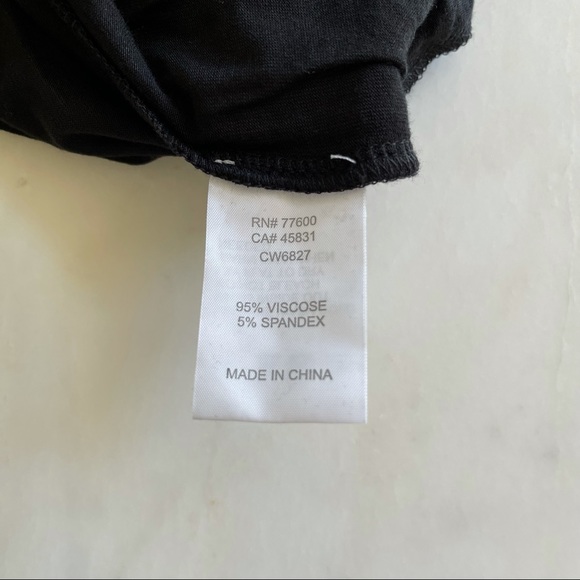 RN# 77600
CA# 45831
CW6827
95% VISCOSE
5% SPANDEX
MADE IN CHINA